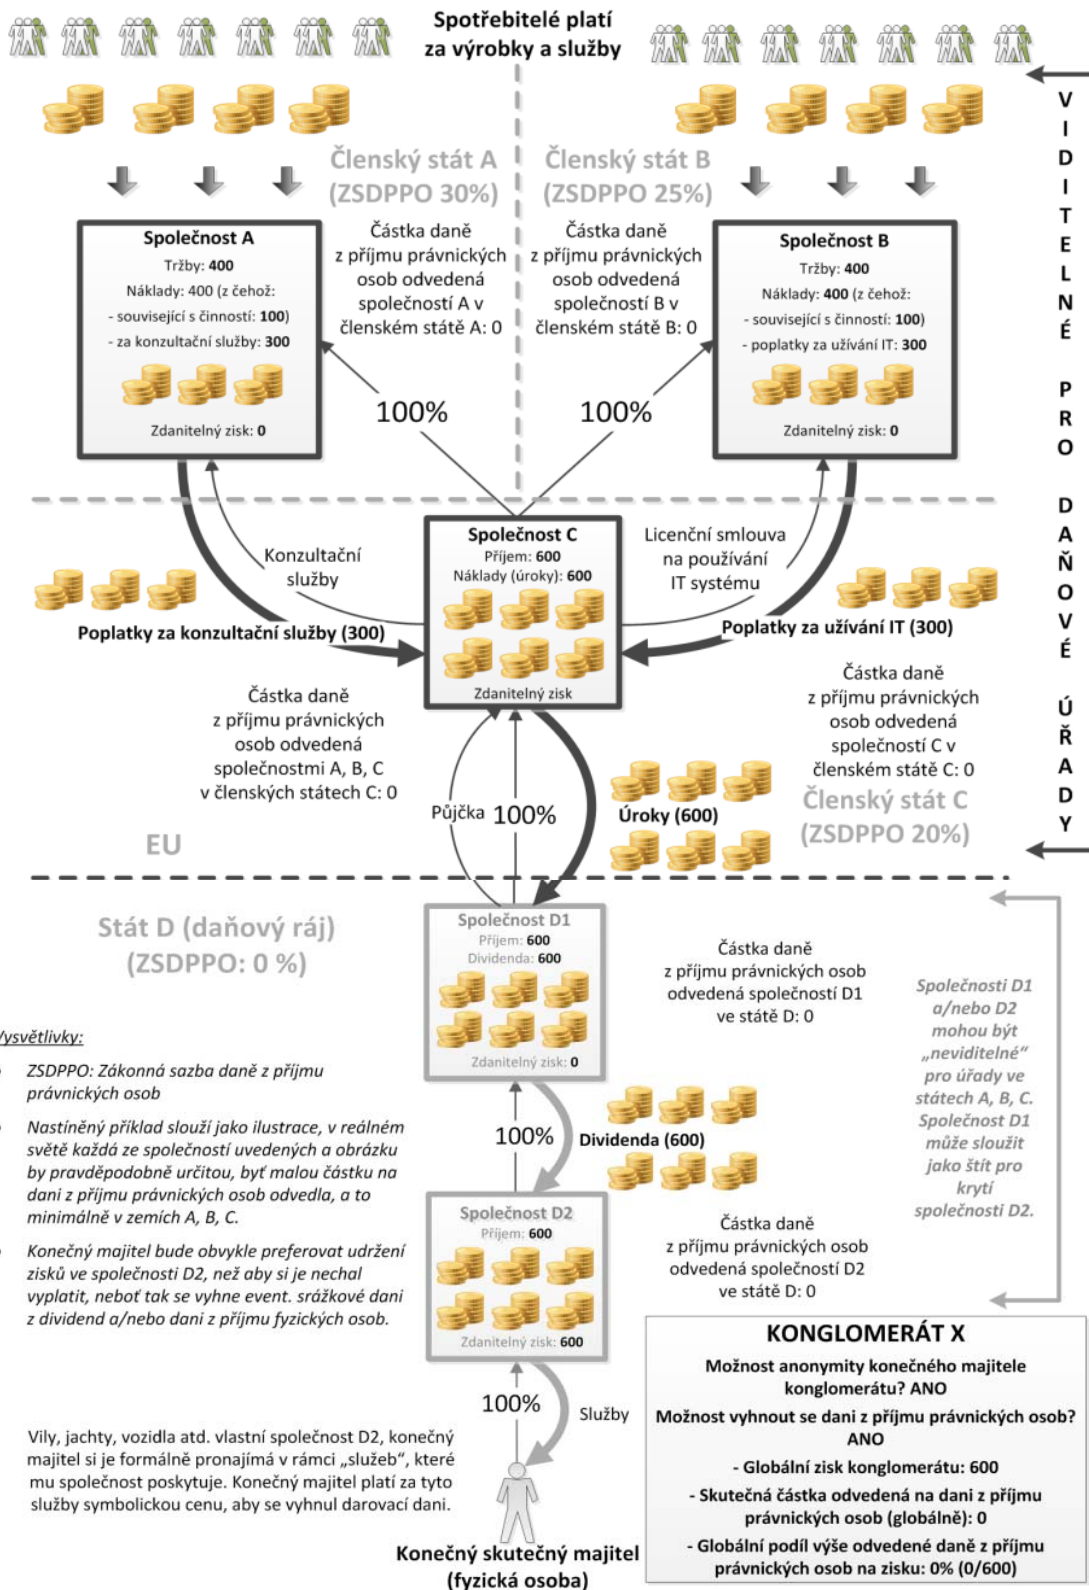 Spotřebitelé platí
za výrobky a služby
Členský stát A
(ZSDPPO 30%)
Členský stát B
(ZSDPPO 25%)
Společnost A
Tržby: 400
Náklady: 400 (z čehož:
- související s činností: 100)
- za konzultační služby: 300
Zdanitelný zisk: 0
Částka daně
z příjmu právnických
osob odvedená
společností A v
členském státě A: 0
Částka daně
z příjmu právnických
osob odvedená
společností B v
členském státě B: 0
Společnost B
Tržby: 400
Náklady: 400 (z čehož:
- související s činností: 100)
- poplatky za užívání IT: 300
Zdanitelný zisk: 0
100%
100%
VIDITELNÉ PRO DAŇOVÉ ÚŘADY
Společnost C
Příjem: 600
Náklady (úroky): 600
Zdanitelný zisk
Konzultační
služby
Licenční smlouva
na používání
IT systému
Poplatky za konzultační služby (300)
Poplatky za užívání IT (300)
Částka daně
z příjmu právnických
osob odvedená
společnostmi A, B, C
v členských státech C: 0
Částka daně
z příjmu právnických
osob odvedená
společností C v
členském státě C: 0
Půjčka
100%
Úroky (600)
Členský stát C
(ZSDPPO 20%)
EU
Stát D (daňový ráj)
(ZSDPPO: 0 %)
Společnost D1
Příjem: 600
Dividenda: 600
Zdanitelný zisk: 0
Částka daně
z příjmu právnických osob
odvedená společností D1
ve státě D: 0
Společnosti D1
a/nebo D2
mohou být
„neviditelné“
pro úřady ve
státech A, B, C.
Společnost D1
může sloužit
jako štít pro
krytí
společnosti D2.
Vysvětlivky:
ZSDPPO: Zákonná sazba daně z příjmu
právnických osob
Nastíněný příklad slouží jako ilustrace, v reálném
světě každá ze společností uvedených a obrázku
by pravděpodobně určitou, byť malou částku na
dani z příjmu právnických osob odvedla, a to
minimálně v zemích A, B, C.
Konečný majitel bude obvykle preferovat udržení
zisků ve společnosti D2, než aby si je nechal
vyplatit, neboť tak se vyhne event. srážkové dani
z dividend a/nebo dani z příjmu fyzických osob.
100%
Dividenda (600)
Společnost D2
Příjem: 600
Zdanitelný zisk: 600
Částka daně
z příjmu právnických osob
odvedená společností D2
ve státě D: 0
100%
Služby
Vily, jachty, vozidla atd. vlastní společnost D2, konečný
majitel si je formálně pronajímá v rámci „služeb“, které
mu společnost poskytuje. Konečný majitel platí za tyto
služby symbolickou cenu, aby se vyhnul darovací dani.
Konečný skutečný majitel
(fyzická osoba)
KONGLOMERÁT X
Možnost anonymity konečného majitele
konglomerátu? ANO
Možnost vyhnout se dani z příjmu právnických osob?
ANO
- Globální zisk konglomerátu: 600
- Skutečná částka odvedená na dani z příjmu
právnických osob (globálně): 0
- Globální podíl výše odvedené daně z příjmu
právnických osob na zisku: 0% (0/600)